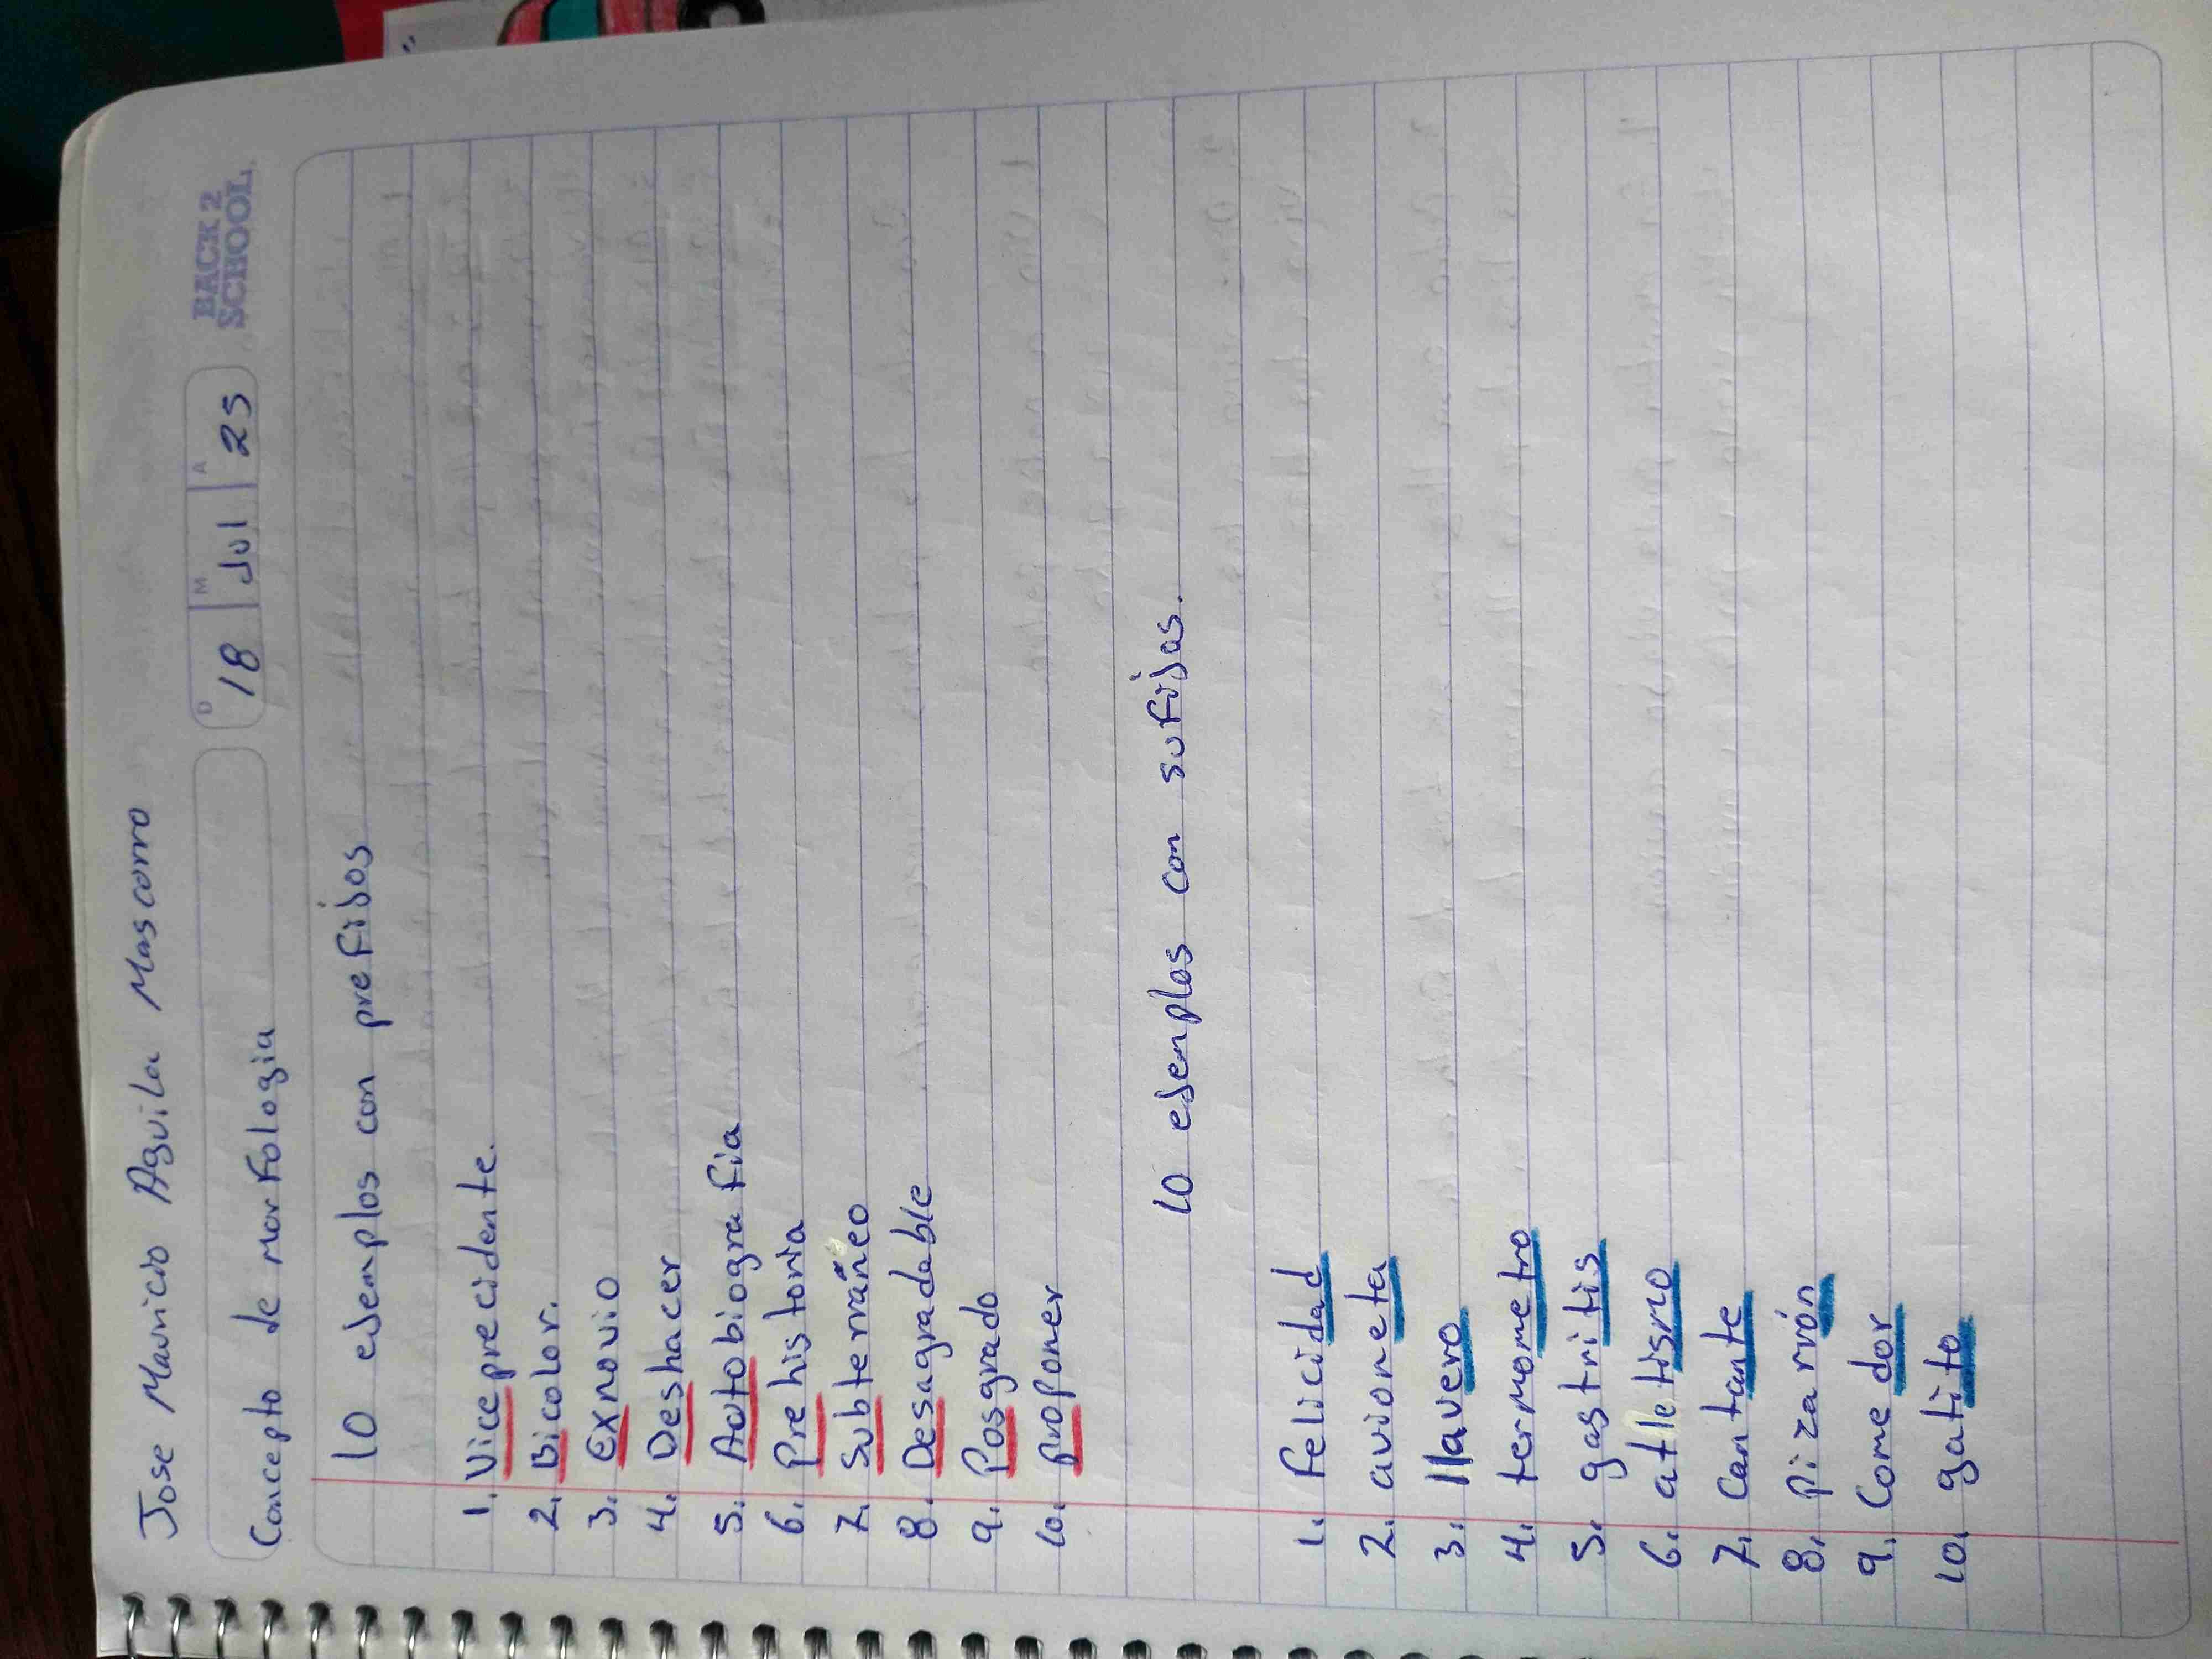 Jose Mauricio Aguila Mascorro
D M A
18 Jul 25
BACK 2
SCHOOL
Concepto de morfologia
10 ejemplos con prefijos
1. Viceprecidente.
2. Bicolor.
3. Exnovio
4. Deshacer
5. Autobiografia
6. Prehistoria
7. Subterráñeo
8. Desagradable
9. Posgrado
10. proponer
10 ejemplos con sufijos.
1. Felicidad
2. avioneta
3. llavero
4. termometro
5. gastritis
6. atletismo
7. cantante
8. pizarrón
9. Comedor
10. gatito